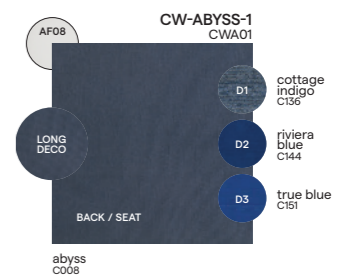 CW-ABYSS-1
CWA01
AF08
D1
cottage
indigo
C136
LONG
DECO
D2
riviera
blue
C144
D3
true blue
C151
BACK / SEAT
abyss
C008